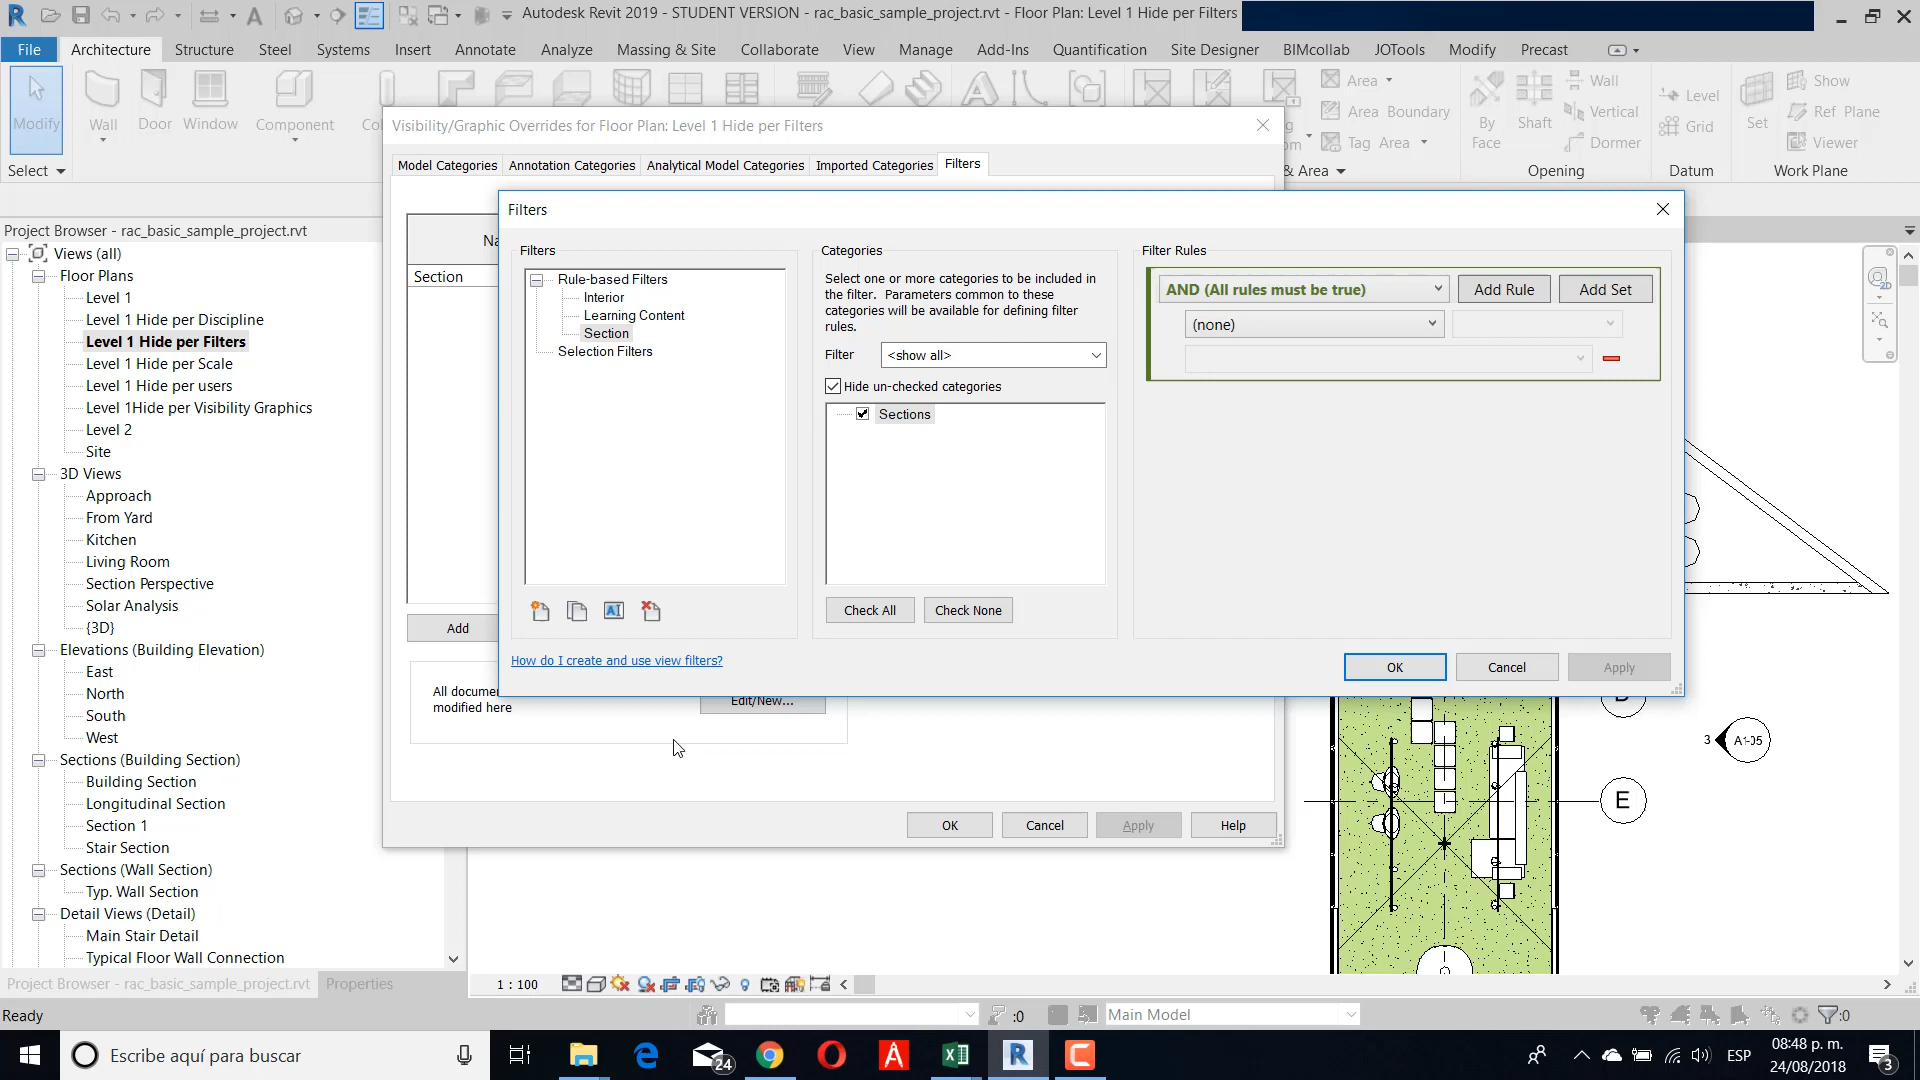 Autodesk Revit 2019 - STUDENT VERSION - rac_basic_sample_project.rvt - Floor Plan: Level 1 Hide per Filters
File Architecture Structure Steel Systems Insert Annotate Analyze Massing & Site Collaborate View Manage Add-Ins Quantification Site Designer BIMcollab JOTools Modify Precast
Modify Wall Door Window Component
Area Area Boundary Tag Area
By Face Shaft Wall Vertical Dormer
Level Grid Set Show Ref Plane Viewer
Select & Area Opening Datum Work Plane
Project Browser - rac_basic_sample_project.rvt
Views (all)
Floor Plans
Level 1
Level 1 Hide per Discipline
Level 1 Hide per Filters
Level 1 Hide per Scale
Level 1 Hide per users
Level 1Hide per Visibility Graphics
Level 2
Site
3D Views
Approach
From Yard
Kitchen
Living Room
Section Perspective
Solar Analysis
{3D}
Elevations (Building Elevation)
East
North
South
West
Sections (Building Section)
Building Section
Longitudinal Section
Section 1
Stair Section
Sections (Wall Section)
Typ. Wall Section
Detail Views (Detail)
Main Stair Detail
Typical Floor Wall Connection
Project Browser - rac_basic_sample_project.rvt Properties
Visibility/Graphic Overrides for Floor Plan: Level 1 Hide per Filters
Model Categories Annotation Categories Analytical Model Categories Imported Categories Filters
Section
Add
All docume
modified here
Edit/New...
OK Cancel Apply Help
Filters
Filters
Rule-based Filters
Interior
Learning Content
Section
Selection Filters
How do I create and use view filters?
Categories
Select one or more categories to be included in
the filter. Parameters common to these
categories will be available for defining filter
rules.
Filter <show all>
Hide un-checked categories
Sections
Check All Check None
Filter Rules
AND (All rules must be true) Add Rule Add Set
(none)
OK Cancel Apply
3 A1-05
E
1 : 100
Ready :0 Main Model :0
Escribe aquí para buscar 24 ESP 08:48 p. m.
24/08/2018 3